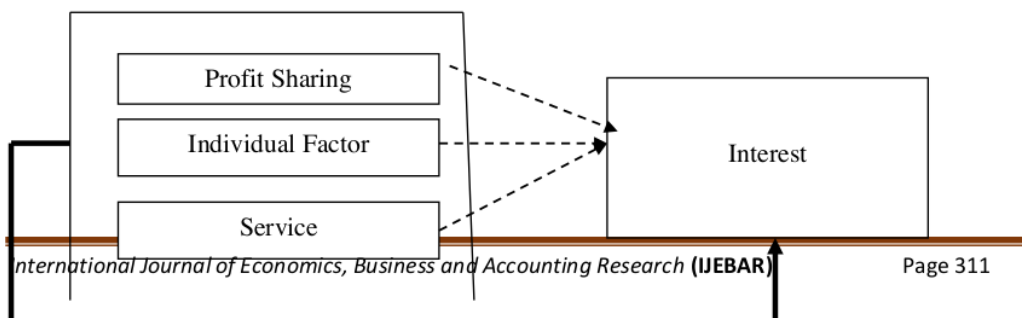 Profit Sharing
Individual Factor
Interest
Service
International Journal of Economics, Business and Accounting Research (IJEBAR) Page 311